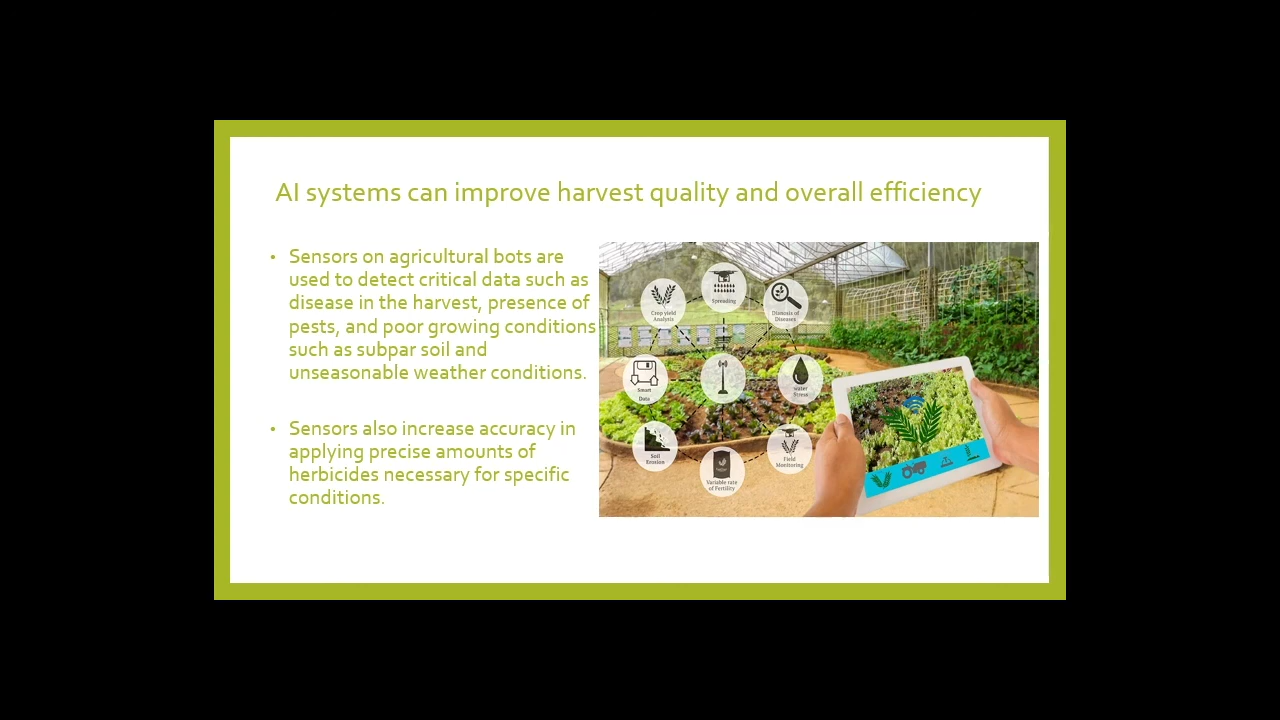 AI systems can improve harvest quality and overall efficiency
• Sensors on agricultural bots are
used to detect critical data such as
disease in the harvest, presence of
pests, and poor growing conditions
such as subpar soil and
unseasonable weather conditions.
• Sensors also increase accuracy in
applying precise amounts of
herbicides necessary for specific
conditions.
Crop yield
Analysis
Spreading
Dianosis of
Diseases
Smart
Data
water
Stress
Soil
Erosion
Variable rate
of Fertility
Field
Monitoring